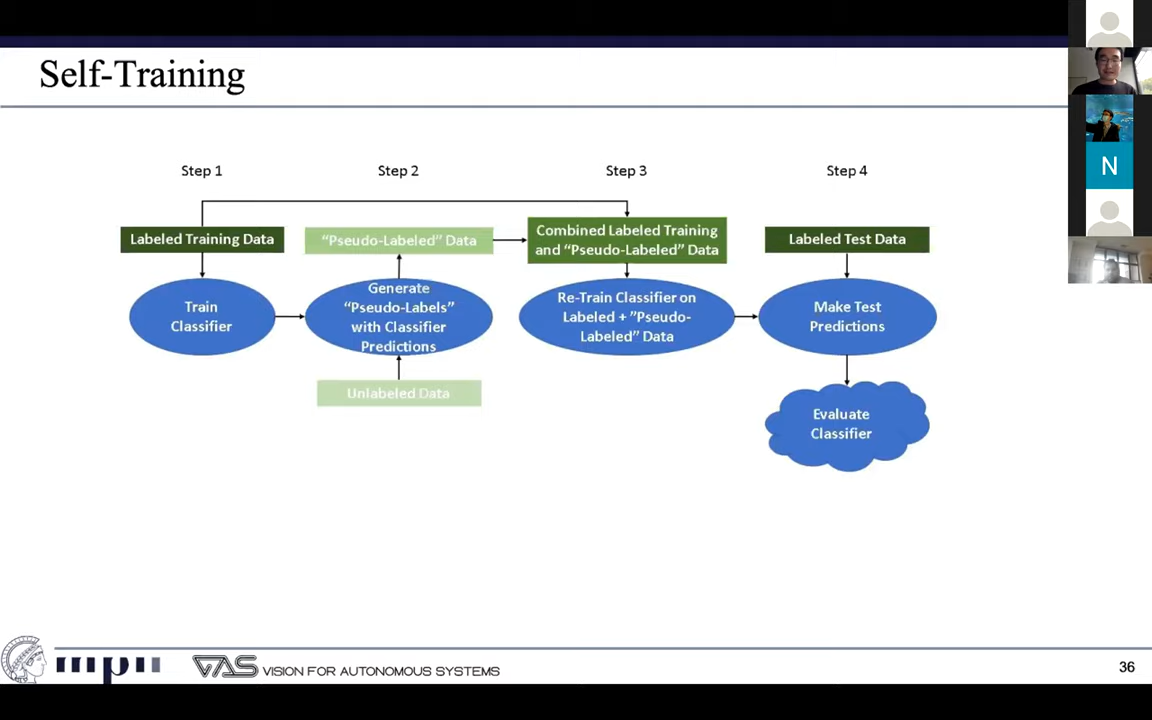 Self-Training
Step 1
Step 2
Step 3
Step 4
Labeled Training Data
“Pseudo-Labeled” Data
Combined Labeled Training
and “Pseudo-Labeled” Data
Labeled Test Data
Train
Classifier
Generate
“Pseudo-Labels”
with Classifier
Predictions
Re-Train Classifier on
Labeled + ”Pseudo-
Labeled” Data
Make Test
Predictions
Unlabeled Data
Evaluate
Classifier
N
mpii
VAS VISION FOR AUTONOMOUS SYSTEMS
36